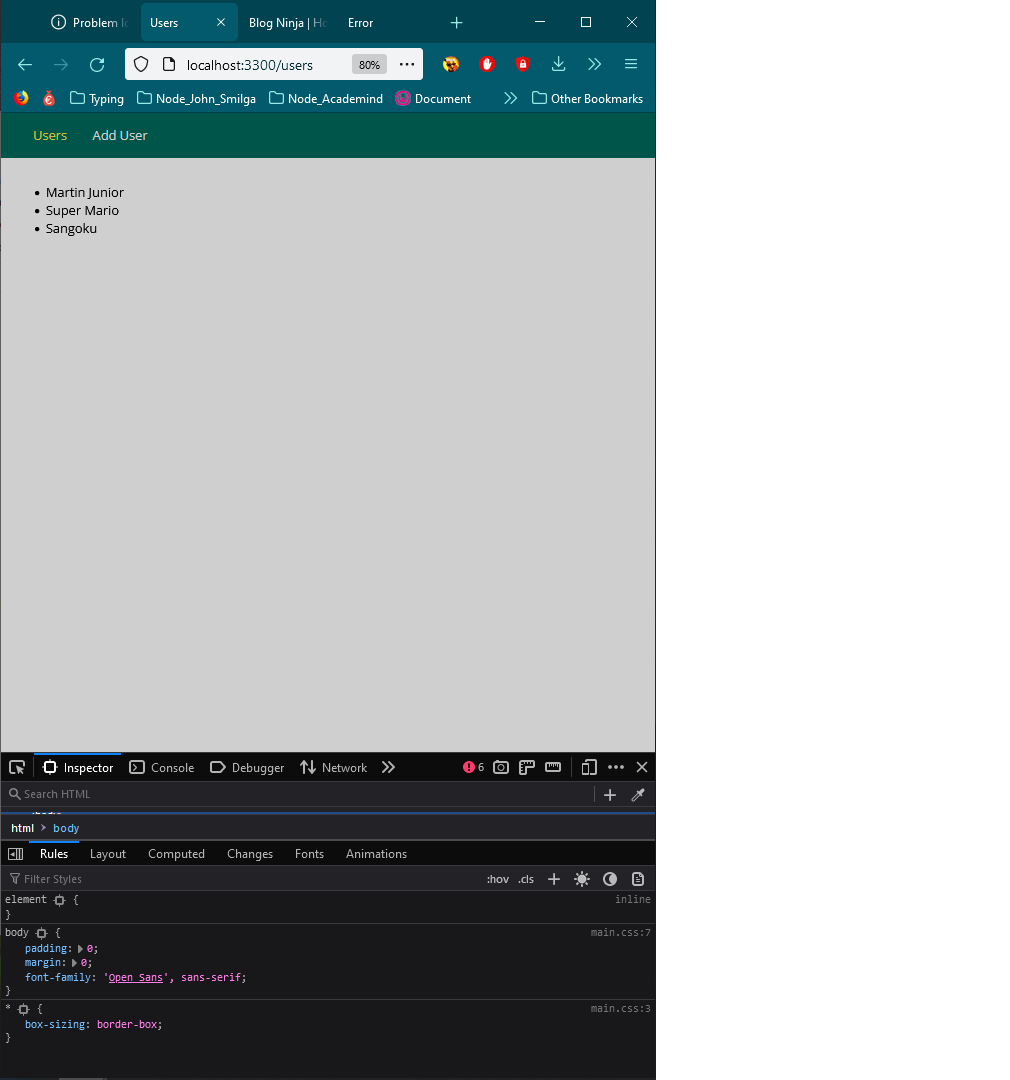 Problem lo
Users
Blog Ninja | Ho
Error
localhost:3300/users
80%
Typing
Node_John_Smilga
Node_Academind
Document
Other Bookmarks
Users Add User
• Martin Junior
• Super Mario
• Sangoku
Inspector Console Debugger Network 6
Search HTML
html > body
Rules Layout Computed Changes Fonts Animations
Filter Styles :hov .cls
element { inline
}
body { main.css:7
padding: 0;
margin: 0;
font-family: 'Open Sans', sans-serif;
}
* { main.css:3
box-sizing: border-box;
}